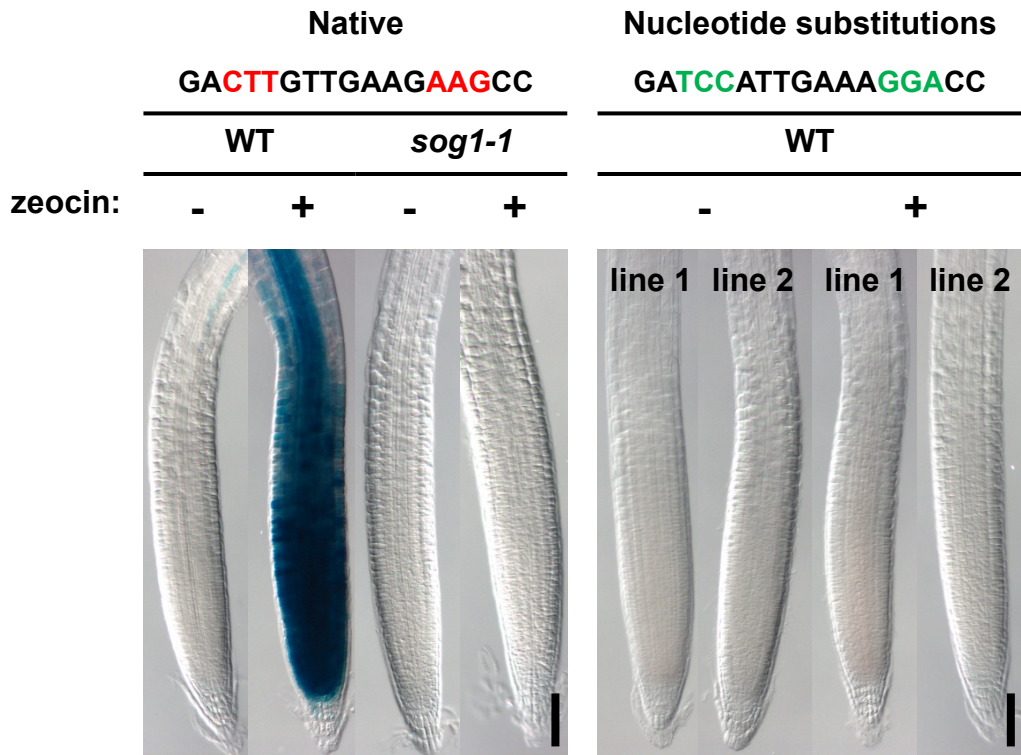 Native
Nucleotide substitutions
GACTTGTTGAAGAAGCC
GATCCATTGAAAGGACC
WT
sog1-1
WT
zeocin:
-
+
-
+
-
+
line 1
line 2
line 1
line 2